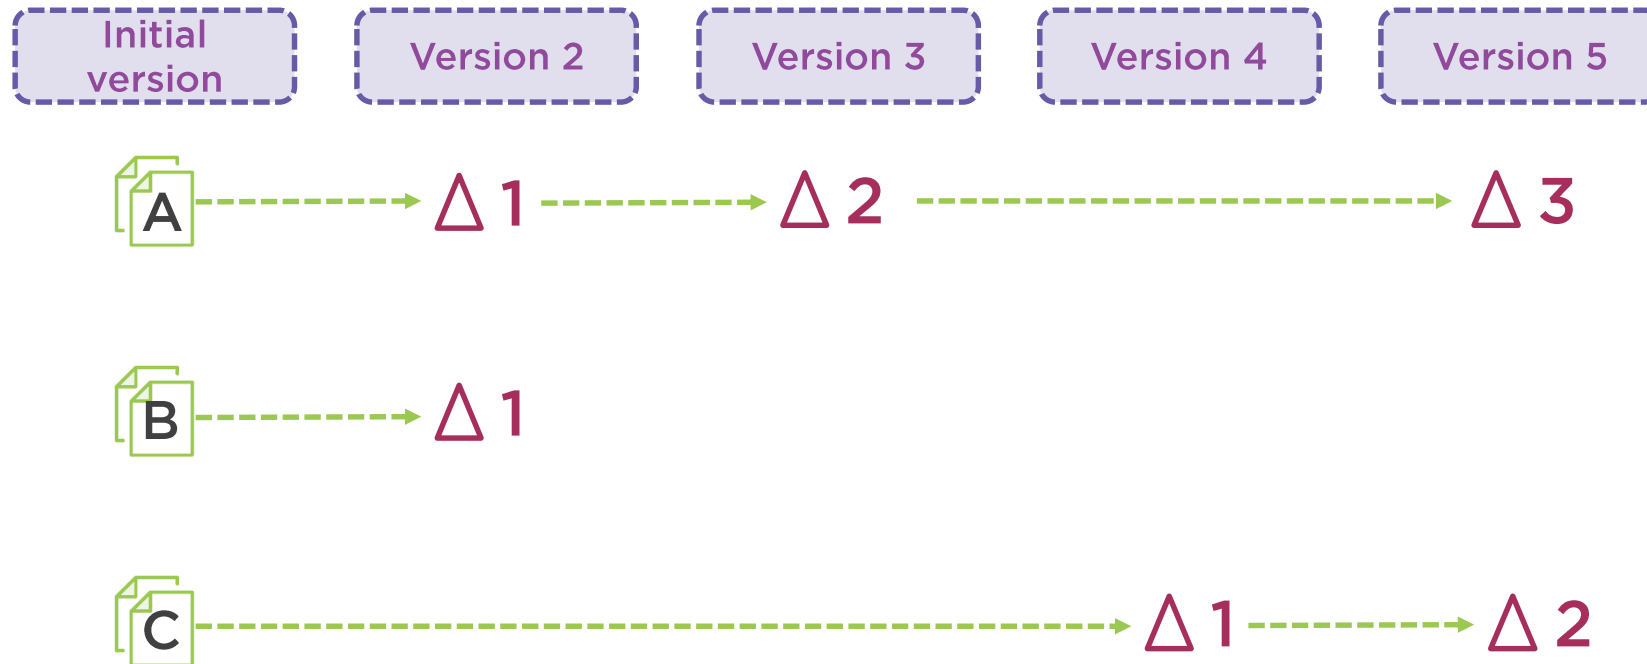 Initial
version
Version 2
Version 3
Version 4
Version 5
A
Δ 1
Δ 2
Δ 3
B
Δ 1
C
Δ 1
Δ 2